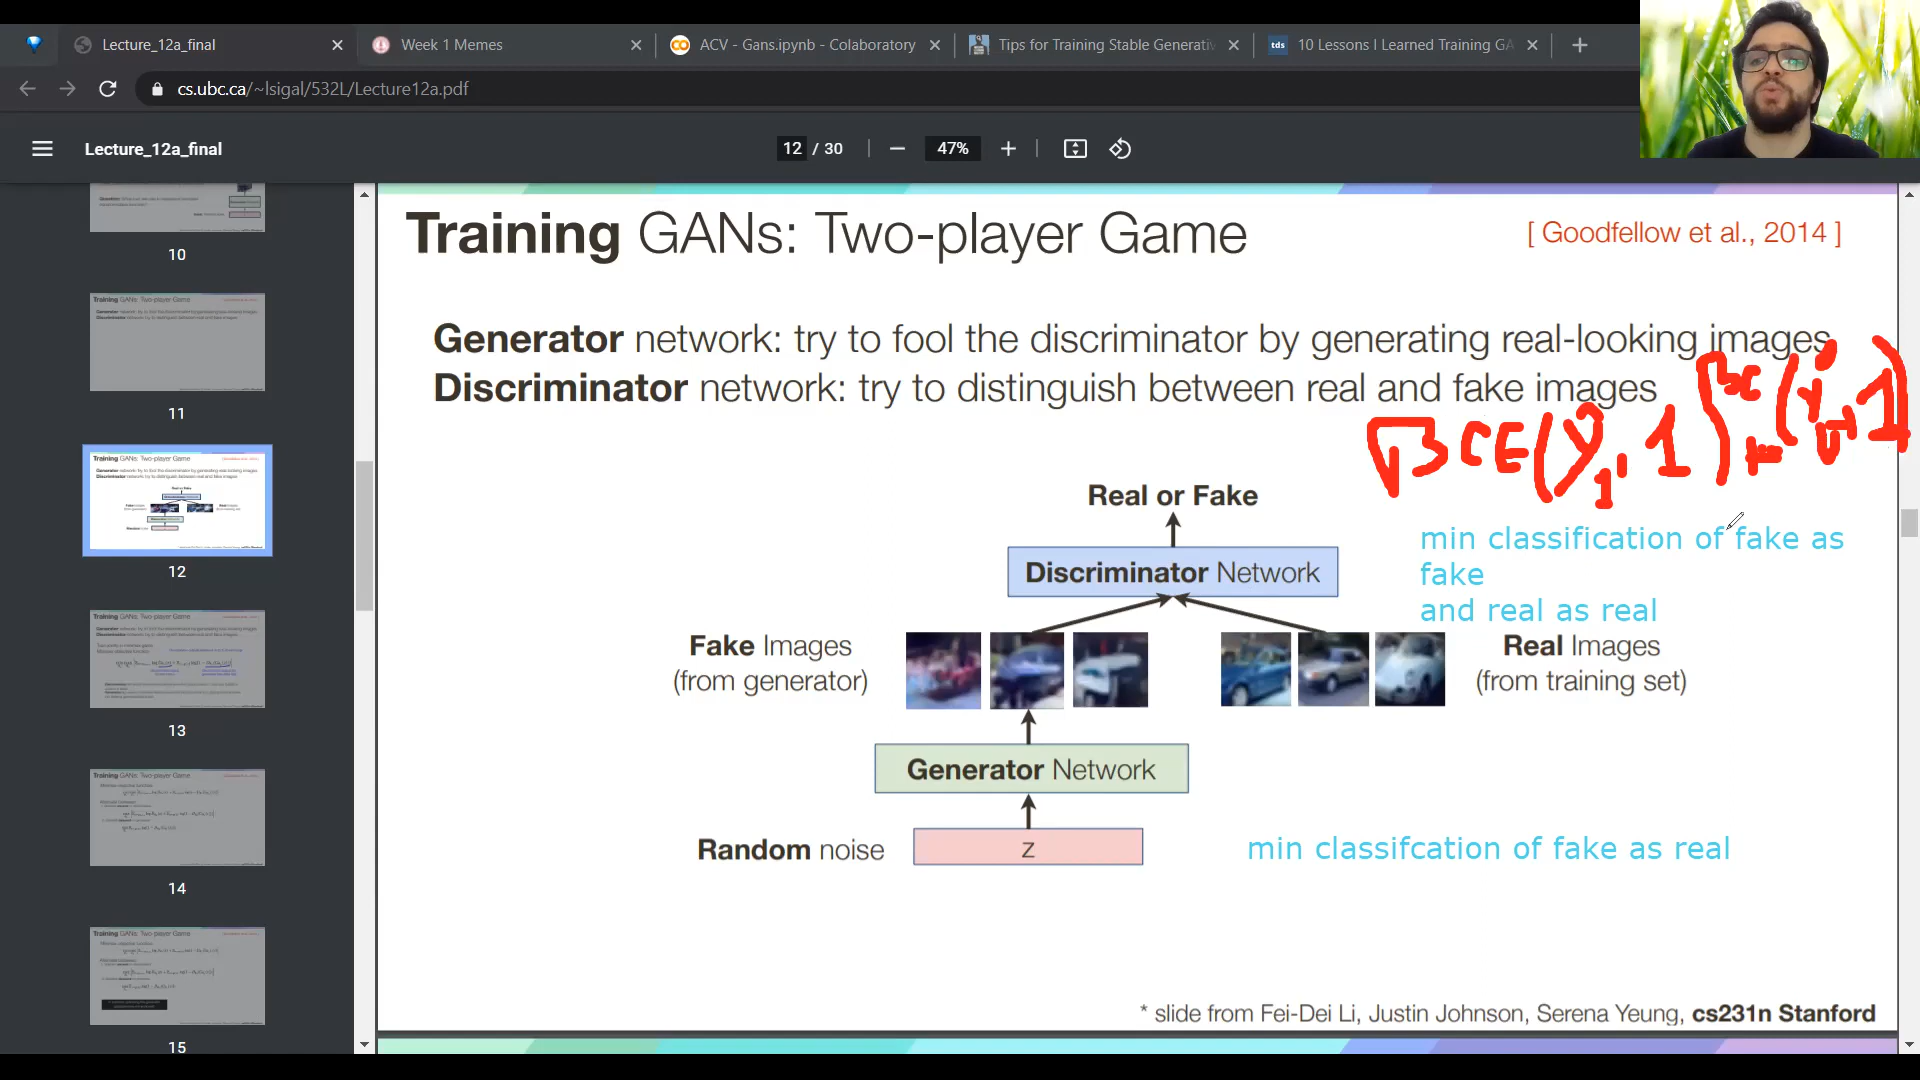 Lecture_12a_final
Week 1 Memes
ACV - Gans.ipynb - Colaboratory
Tips for Training Stable Generati
tds 10 Lessons I Learned Training GA
cs.ubc.ca/~lsigal/532L/Lecture12a.pdf
Lecture_12a_final
12 / 30
47%
10
11
12
13
14
15
Training GANs: Two-player Game
[ Goodfellow et al., 2014 ]
Generator network: try to fool the discriminator by generating real-looking images
Discriminator network: try to distinguish between real and fake images
BCE(
Real or Fake
min classification of fake as
fake
and real as real
Discriminator Network
Fake Images
(from generator)
Real Images
(from training set)
Generator Network
Random noise
z
min classifcation of fake as real
* slide from Fei-Dei Li, Justin Johnson, Serena Yeung, cs231n Stanford